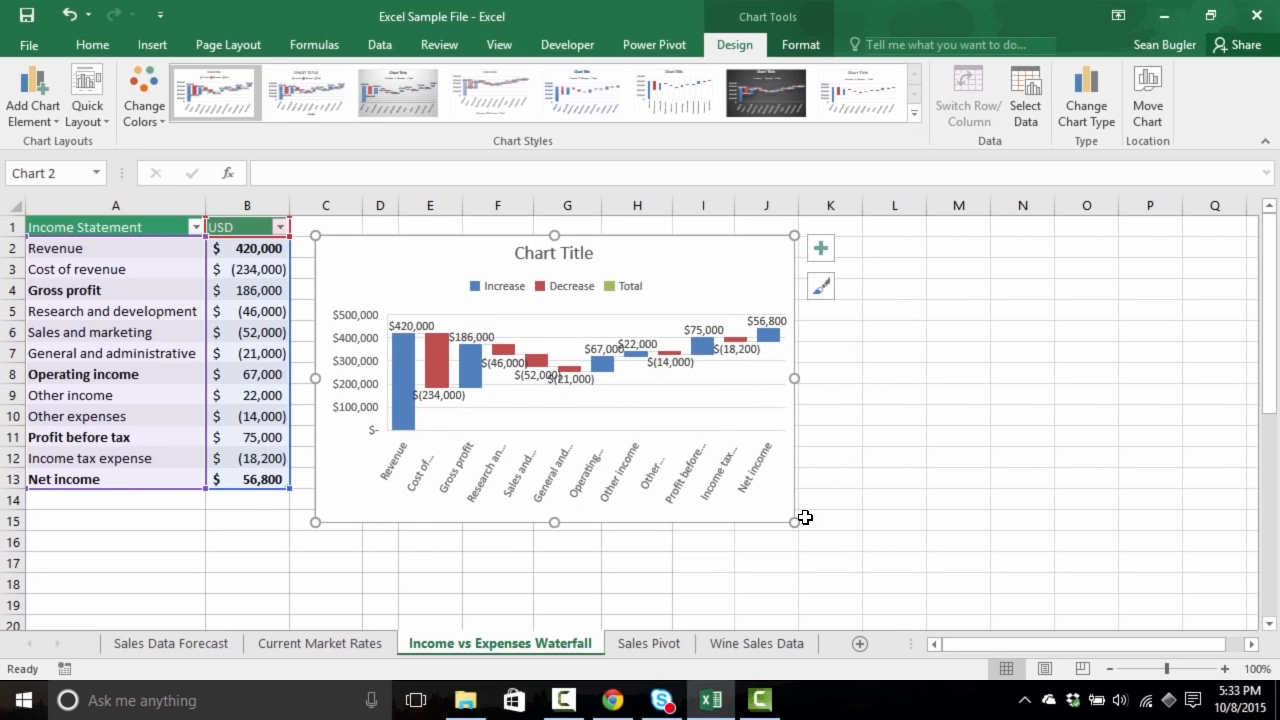 Excel Sample File - Excel
Chart Tools
File Home Insert Page Layout Formulas Data Review View Developer Power Pivot Design Format Tell me what you want to do... Sean Bugler Share
Add Chart Element
Quick Layout
Change Colors
Switch Row/ Column
Select Data
Change Chart Type
Move Chart
Chart Layouts Chart Styles Data Type Location
Chart 2 fx
A B C D E F G H I J K L M N O P Q
1 Income Statement USD
2 Revenue $ 420,000
3 Cost of revenue $ (234,000)
4 Gross profit $ 186,000
5 Research and development $ (46,000)
6 Sales and marketing $ (52,000)
7 General and administrative $ (21,000)
8 Operating income $ 67,000
9 Other income $ 22,000
10 Other expenses $ (14,000)
11 Profit before tax $ 75,000
12 Income tax expense $ (18,200)
13 Net income $ 56,800
14
15
16
17
18
19
20
Chart Title
Increase Decrease Total
$500,000
$400,000
$300,000
$200,000
$100,000
$-
$420,000
$(234,000)
$186,000
$(46,000)
$(52,000)
$(21,000)
$67,000
$22,000
$(14,000)
$75,000
$(18,200)
$56,800
Revenue
Cost of...
Gross profit
Research an...
Sales and...
General and...
Operating...
Other income
Other...
Profit before...
Income tax...
Net income
Sales Data Forecast Current Market Rates Income vs Expenses Waterfall Sales Pivot Wine Sales Data
Ready 100%
Ask me anything 5:33 PM
10/8/2015